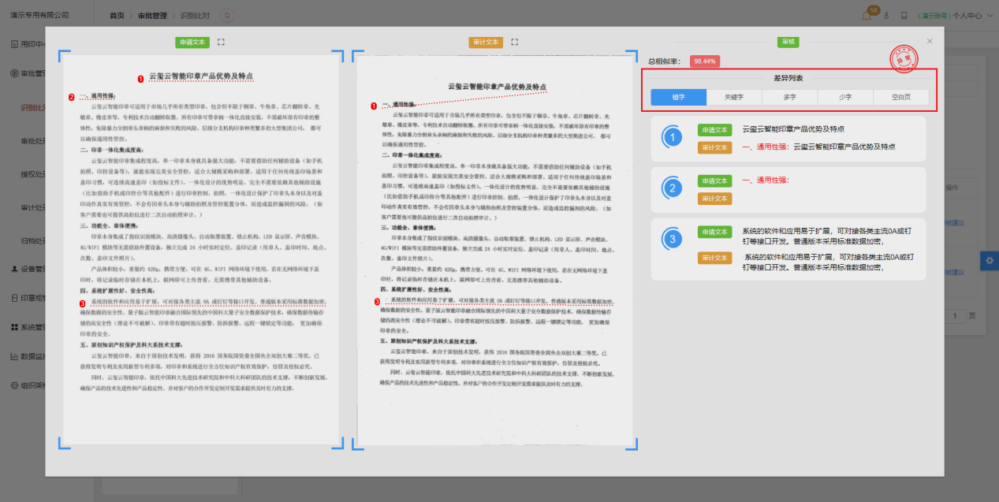 演示专用有限公司
首页 > 审批管理 > 识别比对
58
(演示账号) 个人中心
用印中心
审批管理
识别比对
审批处
授权处
审计处
归档处
设备管
印章柜
系统管
数据监
组织架
操作
核建议
核建议
1 页
申请文本
1 云玺云智能印章产品优势及特点
2 一、通用性强:
云玺云智能印章可适用于市场几乎所有类型印章,包含但不限于铜章、牛角章、芯片翻转章、光
敏章、橡皮章等,专利技术自动翻转取墨,所有印章可带章柄一体化直接安装,不需破坏原有印章的整
体性,免除暴力分割章头章柄的麻烦和失败的风险,层级分支机构印章种类繁多的大型集团公司, 都可
以确保通用性管控。
二、印章一体化集成度高:
云玺云智能印章集成程度高,单一印章本身就具备强大功能,不需要借助任何辅助设备(如手机
拍照、印控设备等),就能实现完美安全管控,适合大规模采购和部署。适用于任何传统盖印场景和
盖印习惯,可连续高速盖印(如投标文件)。一体化设计的优势明显,完全不需要依赖其他辅助设施
(比如借助手机或印控台等其他配件)进行印章控制、拍照。一体化设计保护了印章头本身以及对盖
印动作真实有效管控,不会有因章头本身与辅助拍照及管控装置分体,而造成监控漏洞的风险。(如
客户需要也可提供高拍仪进行二次自动拍照审计。)
三、功能全、章体便携:
印章本身集成了指纹识别模块、高清摄像头、自动取墨装置、锁止机构、LED 显示屏、声音模块、
4G/WIFI 模块等无需借助外置设备,独立完成 24 小时实时定位、盖印记录(用章人、盖印时间、地点、
次数、盖印文件照片)。
产品体积较小,重量约 420g,携带方便。可在 4G、WIFI 网络环境下使用,若在无网络环境下盖
印时,将记录临时存储在本机上,联网即可上传查看。无需携带其他辅助设备。
四、系统扩展性好、安全性高:
3 系统的软件和应用易于扩展,可对接各类主流 OA 或钉钉等接口开发。普通版本采用标准数据加密,
确保数据的安全性。量子版云玺智能印章融合国际领先的中国科大量子安全数据保护技术,确保数据传输存
储的高安全性(理论不可破解)。印章带有超时按压报警、防拆报警、远程一键锁定等功能, 更加确保
印章的安全。
五、原创知识产权保护及科大系技术支撑:
云玺云智能印章,来自于原创技术发明,获得 2016 国务院国资委全国央企双创大赛二等奖。已
获得发明专利及实用新型专利多项,对印章和系统进行全方位知识产权有效保护,仿冒及侵权必究。
同时,云玺云智能印章,依托中国科大先进技术研究院和中科大科研团队的技术支撑,不断创新发展,
确保产品的技术先进性和产品稳定性。并对客户的合作开发定制开发需求提供及时有力的支撑。
审计文本
云玺云智能印章产品优势及特点
1 一、通用性强:
云玺云智能印章可适用于市场几乎所有类型印章,包含但不限于铜章、牛角章、芯片翻转章、光
敏章、橡皮章等,专利技术自动翻转取墨,所有印章可带章柄一体化直接安装,不需破坏原有印章的整
体性,免除暴力分割章头章柄的麻烦和失败的风险,层级分支机构印章种类繁多的大型集团公司, 都可
以确保通用性管控。
二、印章一体化集成度高:
云玺云智能印章集成程度高,单一印章本身就具备强大功能,不需要借助任何辅助设备(如手机
拍照、印控设备等),就能实现完美安全管控,适合大规模采购和部署。适用于任何传统盖印场景和
盖印习惯,可连续高速盖印(如投标文件)。一体化设计的优势明显,完全不需要依赖其他辅助设施
(比如借助手机或印控台等其他配件)进行印章控制、拍照。一体化设计保护了印章头本身以及对盖
印动作真实有效管控,不会有因章头本身与辅助拍照及管控装置分体,而造成监控漏洞的风险。(如
客户需要也可提供高拍仪进行二次自动拍照审计。)
三、功能全、章体便携:
印章本身集成了指纹识别模块、高清摄像头、自动取墨装置、锁止机构、LED 显示屏、声音模块、
4G/WIFI 模块等无需借助外置设备,独立完成 24 小时实时定位、盖印记录(用章人、盖印时间、地点、
次数、盖印文件照片)。
产品体积较小,重量约 420g,携带方便。可在 4G、WIFI 网络环境下使用,若在无网络环境下盖
印时,将记录临时存储在本机上,联网即可上传查看。无需携带其他辅助设备。
四、系统扩展性好、安全性高:
3 系统的软件和应用易于扩展,可对接各类主流 OA 或钉钉等接口开发。普通版本采用标准数据加密,
确保数据的安全性。量子版云玺智能印章融合国际领先的中国科大量子安全数据保护技术,确保数据传输存
储的高安全性(理论不可破解)。印章带有超时按压报警、防拆报警、远程一键锁定等功能, 更加确保
印章的安全。
五、原创知识产权保护及科大系技术支撑:
云玺云智能印章,来自于原创技术发明,获得 2016 国务院国资委全国央企双创大赛二等奖。已
获得发明专利及实用新型专利多项,对印章和系统进行全方位知识产权有效保护,仿冒及侵权必究。
同时,云玺云智能印章,依托中国科大先进技术研究院和中科大科研团队的技术支撑,不断创新发展,
确保产品的技术先进性和产品稳定性。并对客户的合作开发定制开发需求提供及时有力的支撑。
审核
总相似率: 98.44%
异常
差异列表
错字 关键字 多字 少字 空白页
1 申请文本 云玺云智能印章产品优势及特点
审计文本 一、通用性强:云玺云智能印章产品优势及特点
2 申请文本 一、通用性强:
审计文本
3 申请文本 系统的软件和应用易于扩展,可对接各类主流OA或钉
钉等接口开发。普通版本采用标准数据加密,
审计文本 系统的软件和应用易于扩展,可对接各类主流OA或钉
钉等接口开发。普通版本采用标准数据加密,